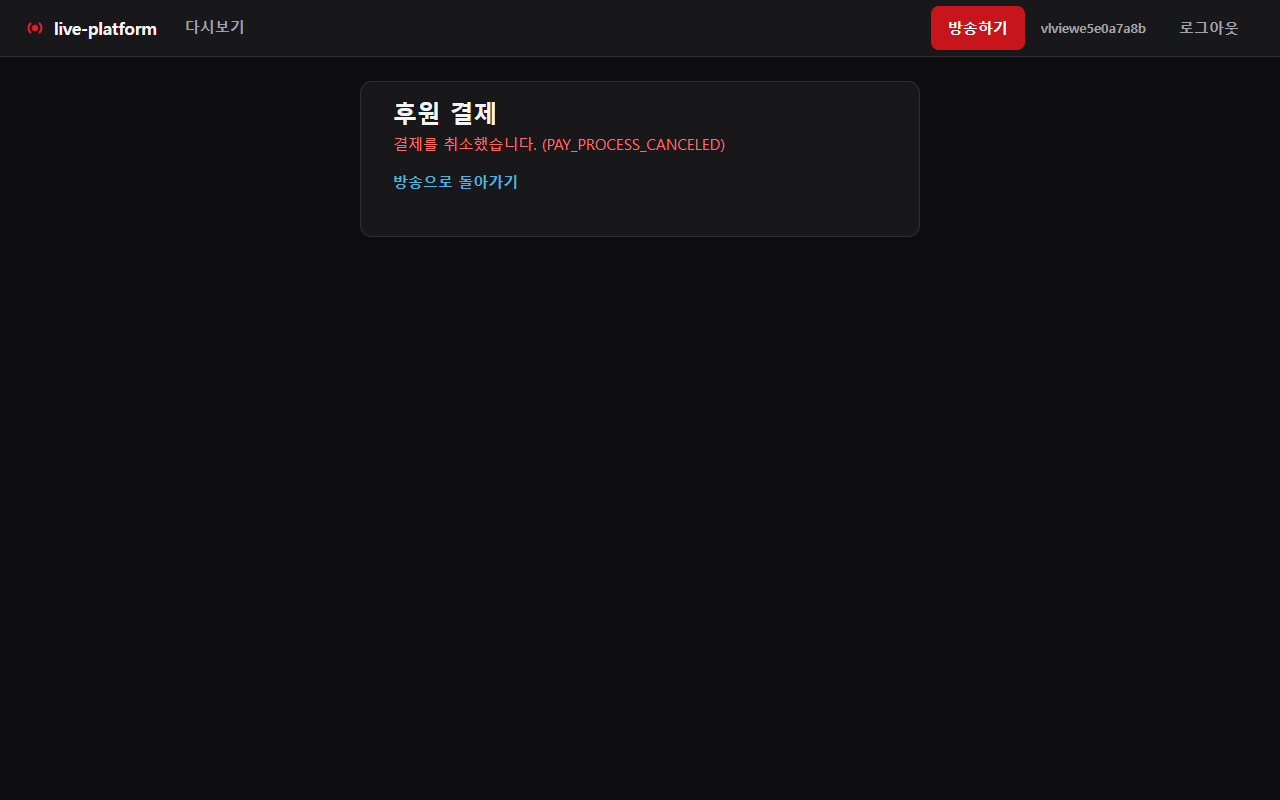 live-platform
다시보기
방송하기
vlviewe5e0a7a8b
로그아웃
후원 결제
결제를 취소했습니다. (PAY_PROCESS_CANCELED)
방송으로 돌아가기